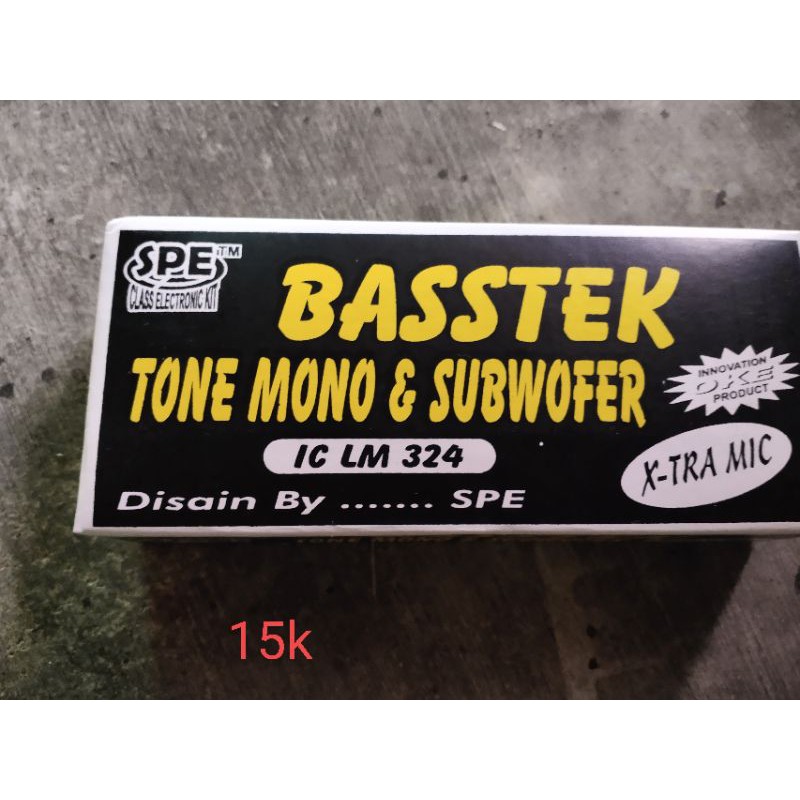 SPE TM
CLASS ELECTRONIC KIT
BASSTEK
TONE MONO & SUBWOFER
INNOVATION
OKE
PRODUCT
IC LM 324
X-TRA MIC
Disain By ....... SPE
15k